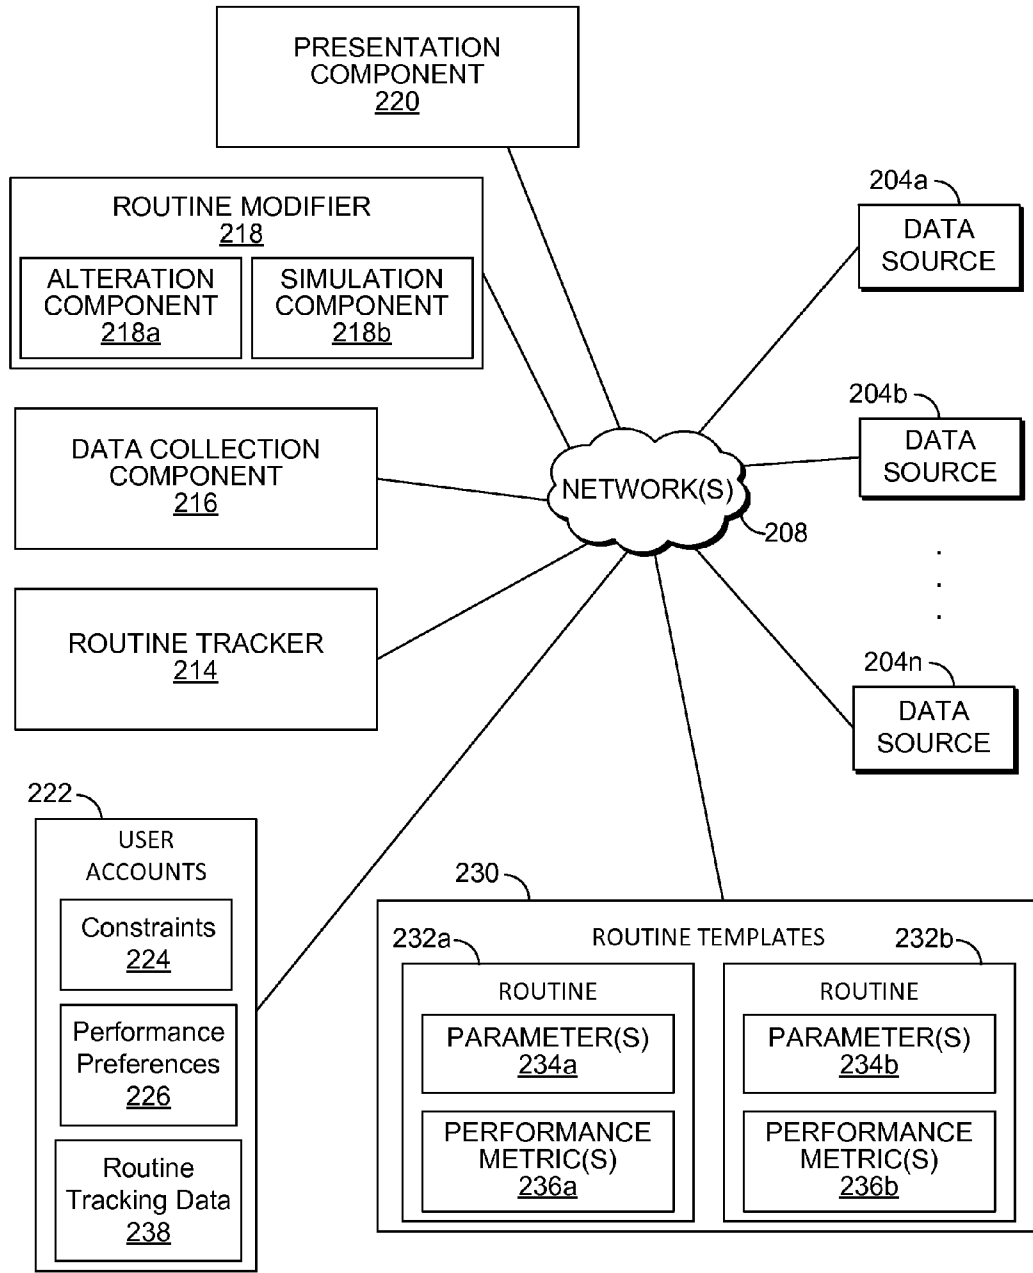 PRESENTATION
COMPONENT
220
ROUTINE MODIFIER
218
ALTERATION
COMPONENT
218a
SIMULATION
COMPONENT
218b
DATA COLLECTION
COMPONENT
216
ROUTINE TRACKER
214
NETWORK(S)
208
204a
DATA
SOURCE
204b
DATA
SOURCE
.
.
.
204n
DATA
SOURCE
222
USER
ACCOUNTS
Constraints
224
Performance
Preferences
226
Routine
Tracking Data
238
230
ROUTINE TEMPLATES
232a
ROUTINE
PARAMETER(S)
234a
PERFORMANCE
METRIC(S)
236a
232b
ROUTINE
PARAMETER(S)
234b
PERFORMANCE
METRIC(S)
236b